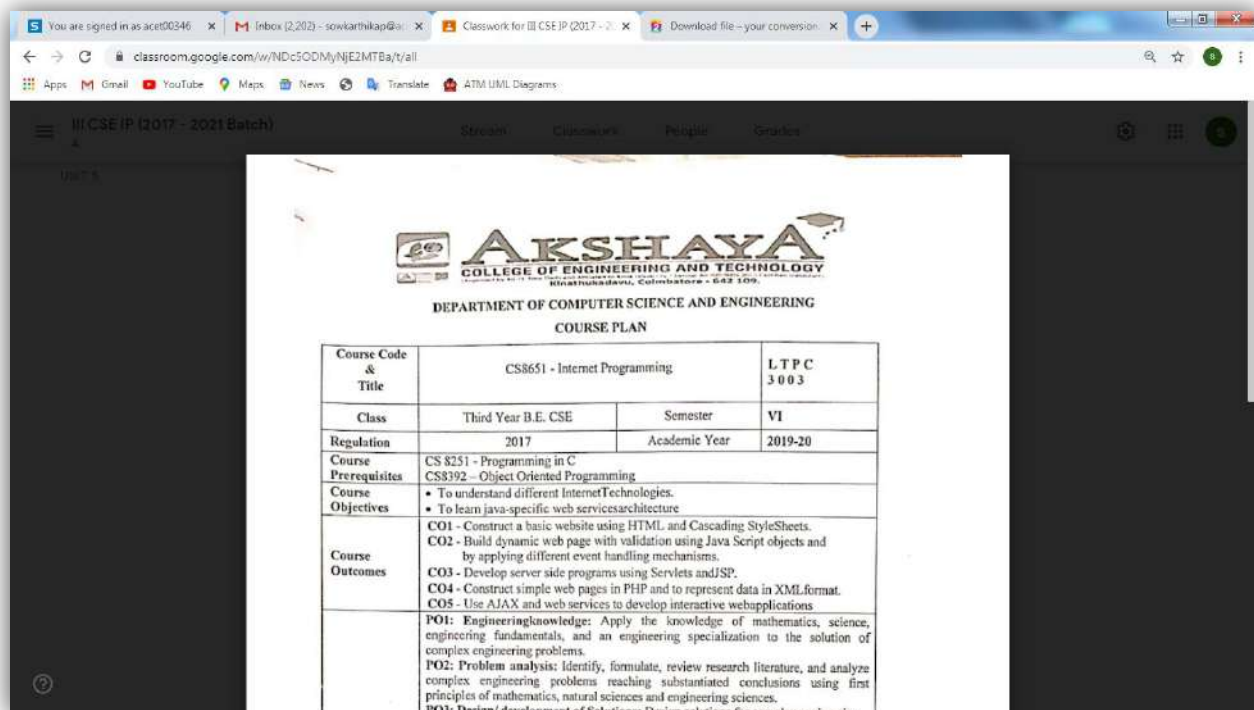 You are signed in as acet00346
Inbox (2,202) - sowkarthikap@ac
Classwork for III CSE IP (2017 - 20
Download file – your conversion
classroom.google.com/w/NDc5ODMyNjE2MTBa/t/all
Apps Gmail YouTube Maps News Translate ATM UML Diagrams
III CSE IP (2017 - 2021 Batch)
A
Stream Classwork People Grades
UNIT 5
AKSHAYA
COLLEGE OF ENGINEERING AND TECHNOLOGY
Kinathukadavu, Coimbatore - 642 109.
DEPARTMENT OF COMPUTER SCIENCE AND ENGINEERING
COURSE PLAN
Course Code & Title
CS8651 - Internet Programming
L T P C
3 0 0 3
Class Third Year B.E. CSE Semester VI
Regulation 2017 Academic Year 2019-20
Course Prerequisites
CS 8251 - Programming in C
CS8392 – Object Oriented Programming
Course Objectives
• To understand different InternetTechnologies.
• To learn java-specific web servicesarchitecture
Course Outcomes
CO1 - Construct a basic website using HTML and Cascading StyleSheets.
CO2 - Build dynamic web page with validation using Java Script objects and
by applying different event handling mechanisms.
CO3 - Develop server side programs using Servlets andJSP.
CO4 - Construct simple web pages in PHP and to represent data in XMLformat.
CO5 - Use AJAX and web services to develop interactive webapplications
PO1: Engineeringknowledge: Apply the knowledge of mathematics, science,
engineering fundamentals, and an engineering specialization to the solution of
complex engineering problems.
PO2: Problem analysis: Identify, formulate, review research literature, and analyze
complex engineering problems reaching substantiated conclusions using first
principles of mathematics, natural sciences and engineering sciences.